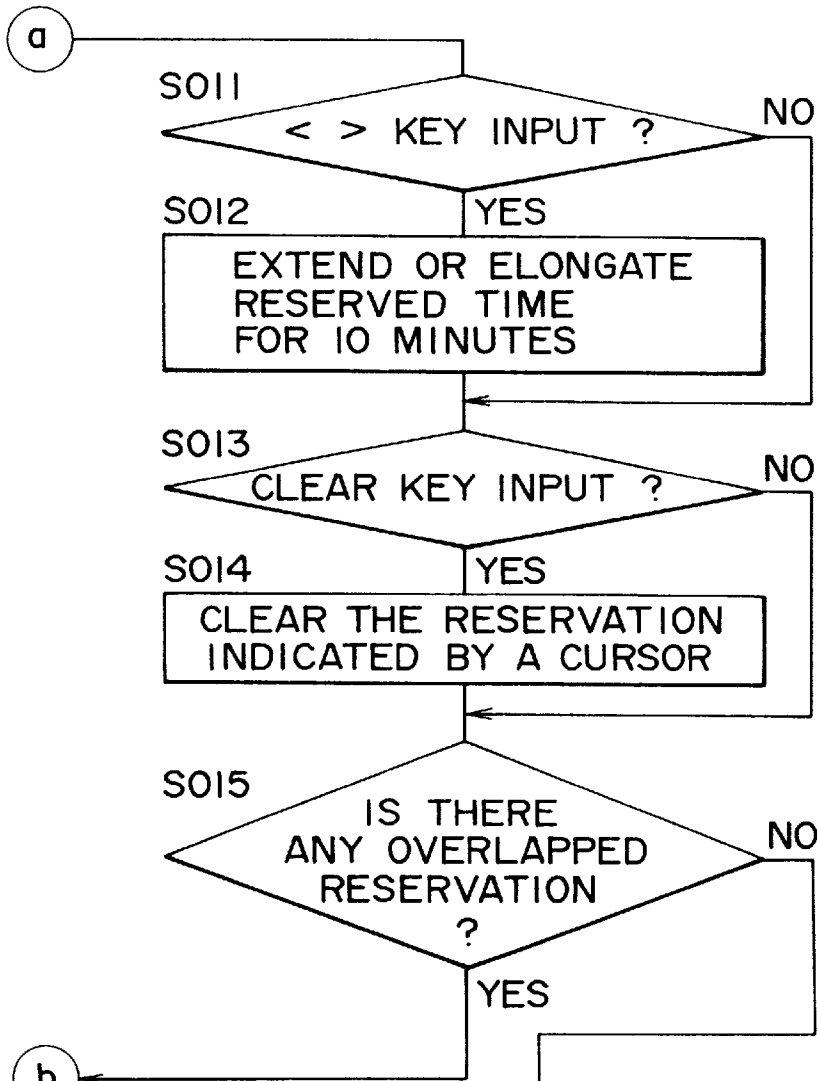 a
S011
< > KEY INPUT ?
NO
YES
S012
EXTEND OR ELONGATE
RESERVED TIME
FOR 10 MINUTES
S013
CLEAR KEY INPUT ?
NO
YES
S014
CLEAR THE RESERVATION
INDICATED BY A CURSOR
S015
IS THERE
ANY OVERLAPPED
RESERVATION
?
NO
YES
b